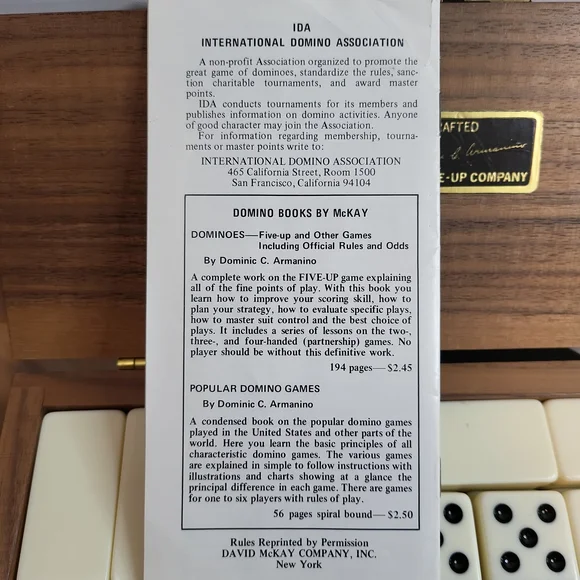 IDA
INTERNATIONAL DOMINO ASSOCIATION
A non-profit Association organized to promote the
great game of dominoes, standardize the rules, sanc-
tion charitable tournaments, and award master
points.
IDA conducts tournaments for its members and
publishes information on domino activities. Anyone
of good character may join the Association.
For information regarding membership, tourna-
ments or master points write to:
INTERNATIONAL DOMINO ASSOCIATION
465 California Street, Room 1500
San Francisco, California 94104
DOMINO BOOKS BY McKAY
DOMINOES—Five-up and Other Games
Including Official Rules and Odds
By Dominic C. Armanino
A complete work on the FIVE-UP game explaining
all of the fine points of play. With this book you
learn how to improve your scoring skill, how to
plan your strategy, how to evaluate specific plays,
how to master suit control and the best choice of
plays. It includes a series of lessons on the two-,
three-, and four-handed (partnership) games. No
player should be without this definitive work.
194 pages—$2.45
POPULAR DOMINO GAMES
By Dominic C. Armanino
A condensed book on the popular domino games
played in the United States and other parts of the
world. Here you learn the basic principles of all
characteristic domino games. The various games
are explained in simple to follow instructions with
illustrations and charts showing at a glance the
principal difference in each game. There are games
for one to six players with rules of play.
56 pages spiral bound—$2.50
Rules Reprinted by Permission
DAVID McKAY COMPANY, INC.
New York
AFTED
C. Armanino
E-UP COMPANY